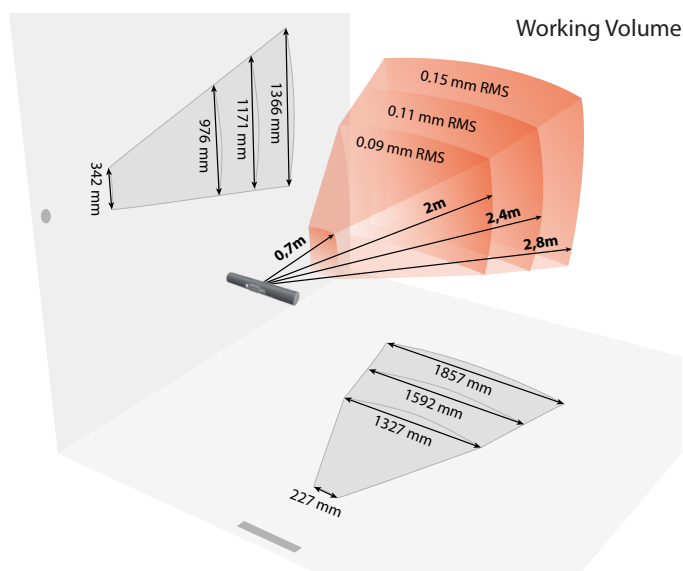 Working Volume
0.15 mm RMS
0.11 mm RMS
0.09 mm RMS
1366 mm
1171 mm
976 mm
342 mm
0,7m
2m
2,4m
2,8m
1857 mm
1592 mm
1327 mm
227 mm